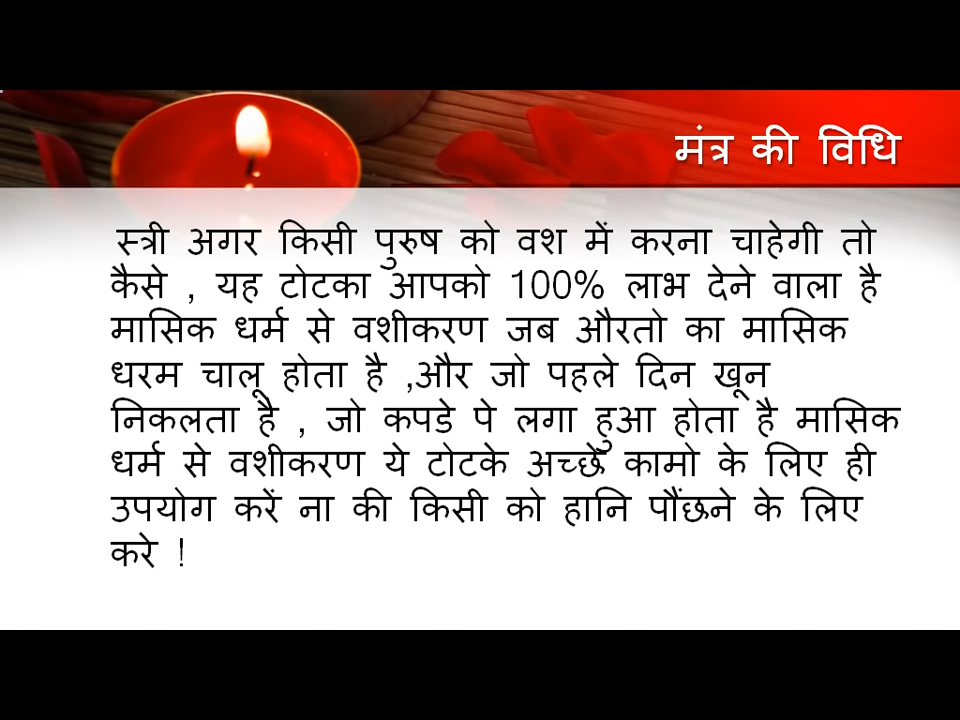 मंत्र की विधि
स्त्री अगर किसी पुरुष को वश में करना चाहेगी तो
कैसे , यह टोटका आपको 100% लाभ देने वाला है
मासिक धर्म से वशीकरण जब औरतो का मासिक
धरम चालू होता है ,और जो पहले दिन खून
निकलता है , जो कपडे पे लगा हुआ होता है मासिक
धर्म से वशीकरण ये टोटके अच्छे कामो के लिए ही
उपयोग करें ना की किसी को हानि पौंछने के लिए
करे !